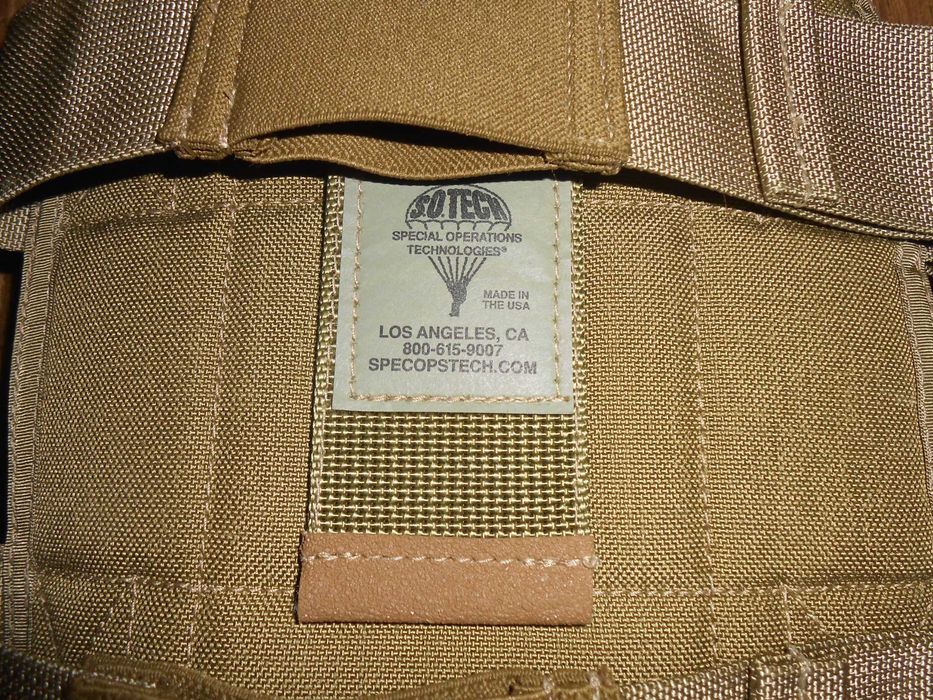 S.O.TECH
SPECIAL OPERATIONS
TECHNOLOGIES®
MADE IN
THE USA
LOS ANGELES, CA
800-615-9007
SPECOPSTECH.COM